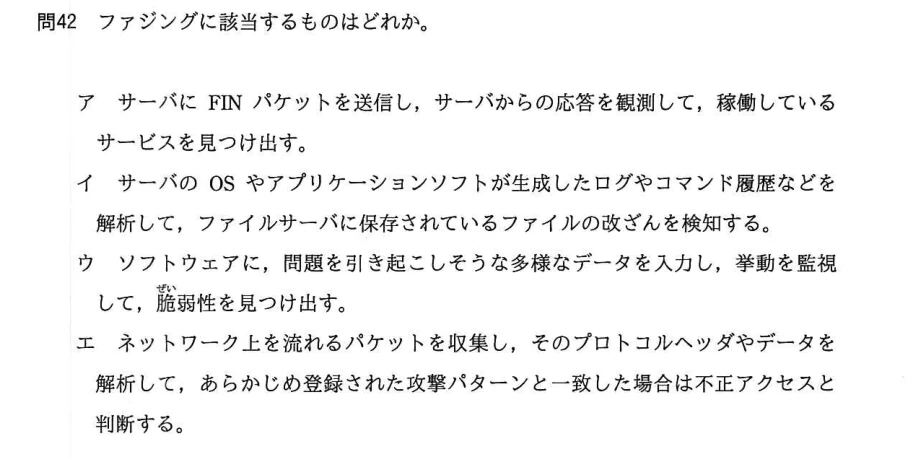 問42 ファジングに該当するものはどれか。
ア サーバに FIN パケットを送信し，サーバからの応答を観測して，稼働している
サービスを見つけ出す。
イ サーバの OS やアプリケーションソフトが生成したログやコマンド履歴などを
解析して，ファイルサーバに保存されているファイルの改ざんを検知する。
ウ ソフトウェアに，問題を引き起こしそうな多様なデータを入力し，挙動を監視
ぜい
して，脆弱性を見つけ出す。
エ ネットワーク上を流れるパケットを収集し，そのプロトコルヘッダやデータを
解析して，あらかじめ登録された攻撃パターンと一致した場合は不正アクセスと
判断する。